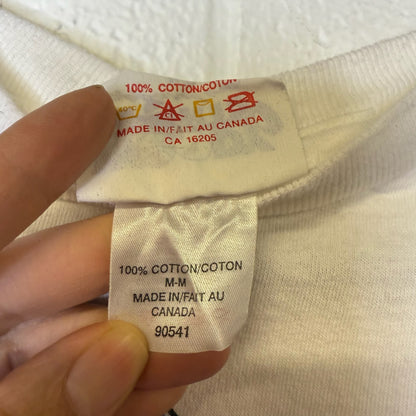 100% COTTON/COTON
60°C
MADE IN/FAIT AU CANADA
CA 16205
100% COTTON/COTON
M-M
MADE IN/FAIT AU
CANADA
90541